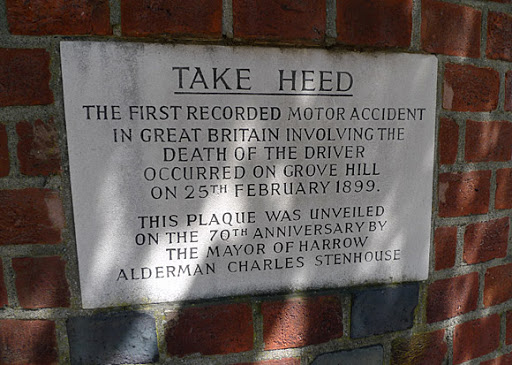 TAKE HEED
THE FIRST RECORDED MOTOR ACCIDENT
IN GREAT BRITAIN INVOLVING THE
DEATH OF THE DRIVER
OCCURRED ON GROVE HILL
ON 25TH FEBRUARY 1899.
THIS PLAQUE WAS UNVEILED
ON THE 70TH ANNIVERSARY BY
THE MAYOR OF HARROW
ALDERMAN CHARLES STENHOUSE